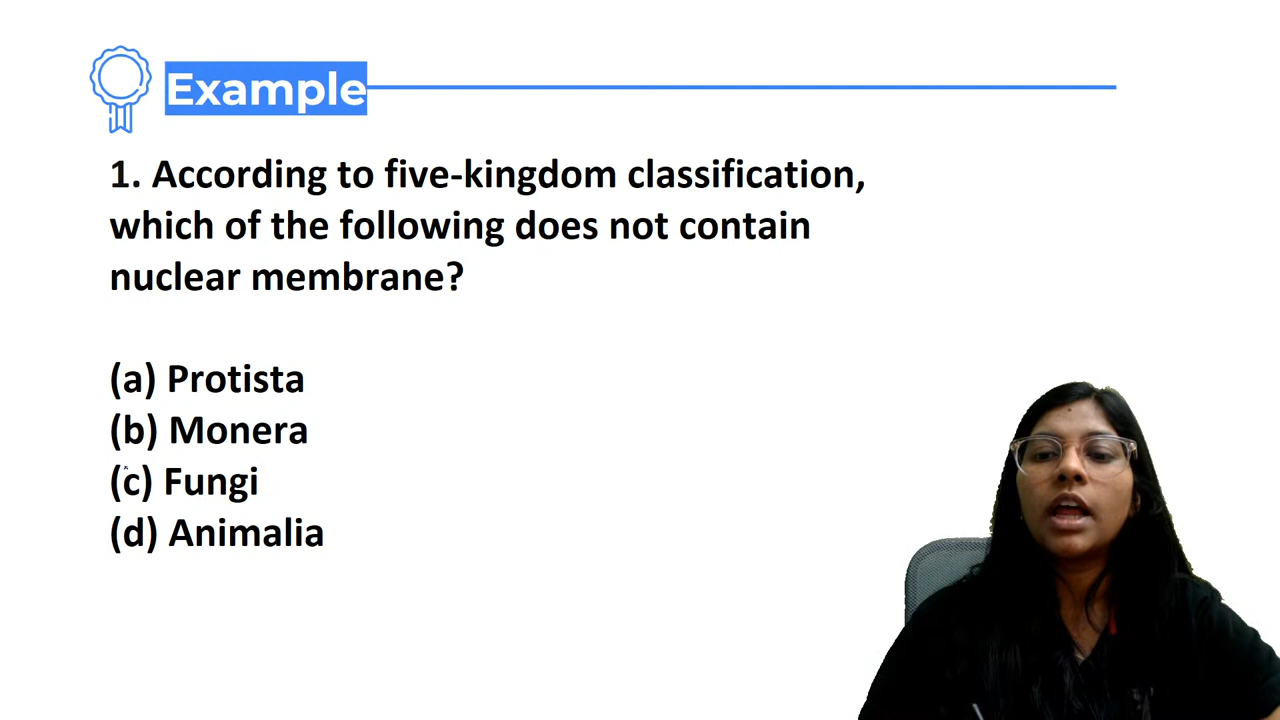 Example
1. According to five-kingdom classification,
which of the following does not contain
nuclear membrane?
(a) Protista
(b) Monera
(c) Fungi
(d) Animalia